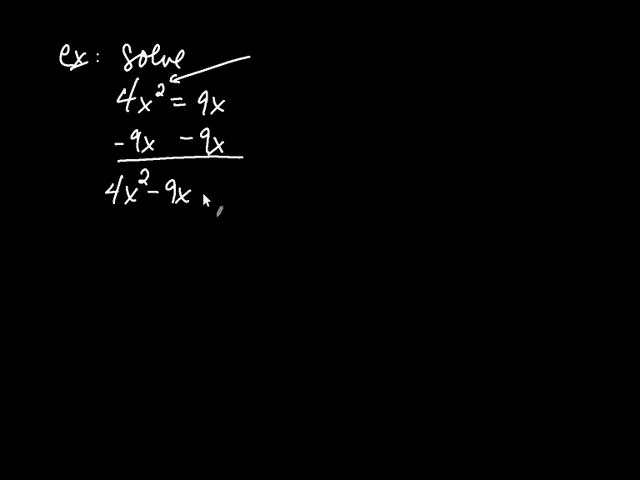 ex: Solve
4x² = 9x
-9x -9x
4x² - 9x